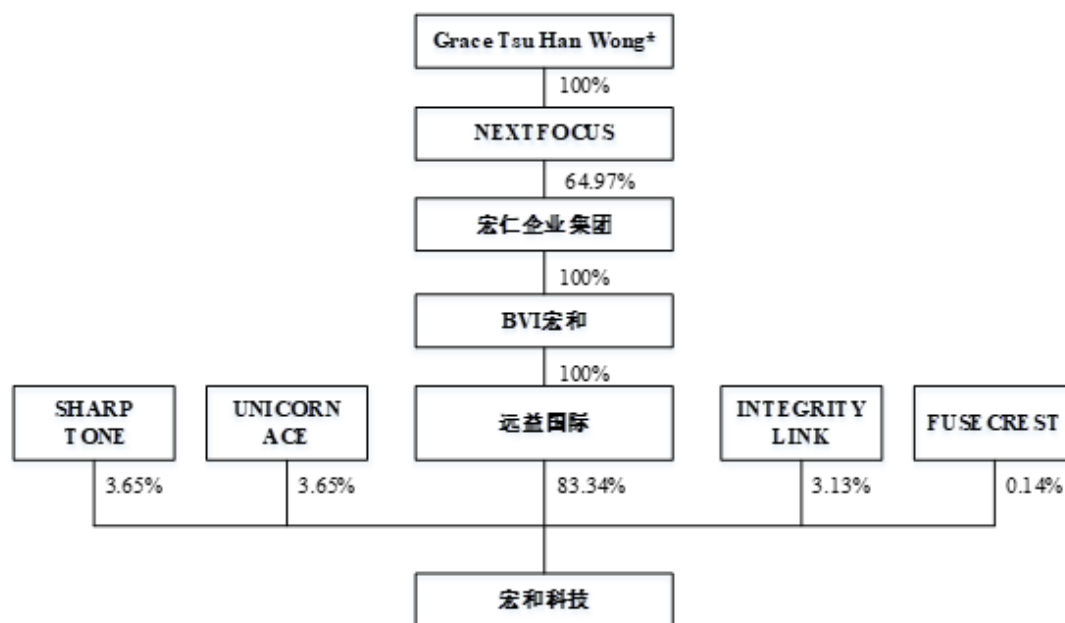 Grace Tsu Han Wong*
100%
NEXT FOCUS
64.97%
宏仁企业集团
100%
BVI宏和
100%
SHARP
TONE
UNICORN
ACE
远益国际
INTEGRITY
LINK
FUSECREST
3.65%
3.65%
83.34%
3.13%
0.14%
宏和科技